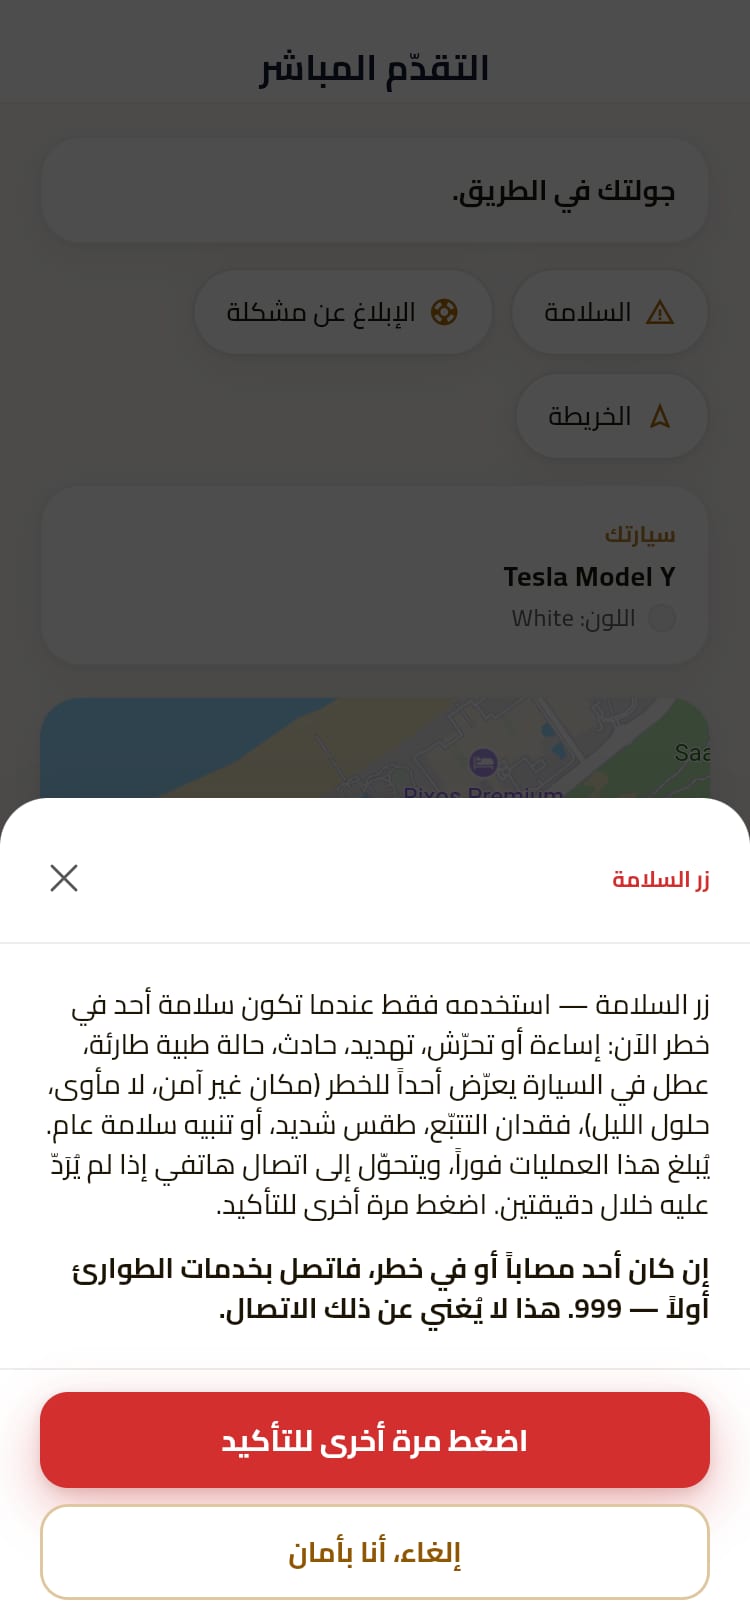 التقدّم المباشر
جولتك في الطريق.
السلامة
الإبلاغ عن مشكلة
الخريطة
سيارتك
Tesla Model Y
اللون: White
Saa
Rixos Premium
زر السلامة
زر السلامة — استخدمه فقط عندما تكون سلامة أحد في
خطر الآن: إساءة أو تحرّش، تهديد، حادث، حالة طبية طارئة،
عطل في السيارة يعرّض أحداً للخطر (مكان غير آمن، لا مأوى،
حلول الليل)، فقدان التتبّع، طقس شديد، أو تنبيه سلامة عام.
يُبلغ هذا العمليات فوراً، ويتحوّل إلى اتصال هاتفي إذا لم يُرَدّ
عليه خلال دقيقتين. اضغط مرة أخرى للتأكيد.
إن كان أحد مصاباً أو في خطر، فاتصل بخدمات الطوارئ
أولاً — 999. هذا لا يُغني عن ذلك الاتصال.
اضغط مرة أخرى للتأكيد
إلغاء، أنا بأمان